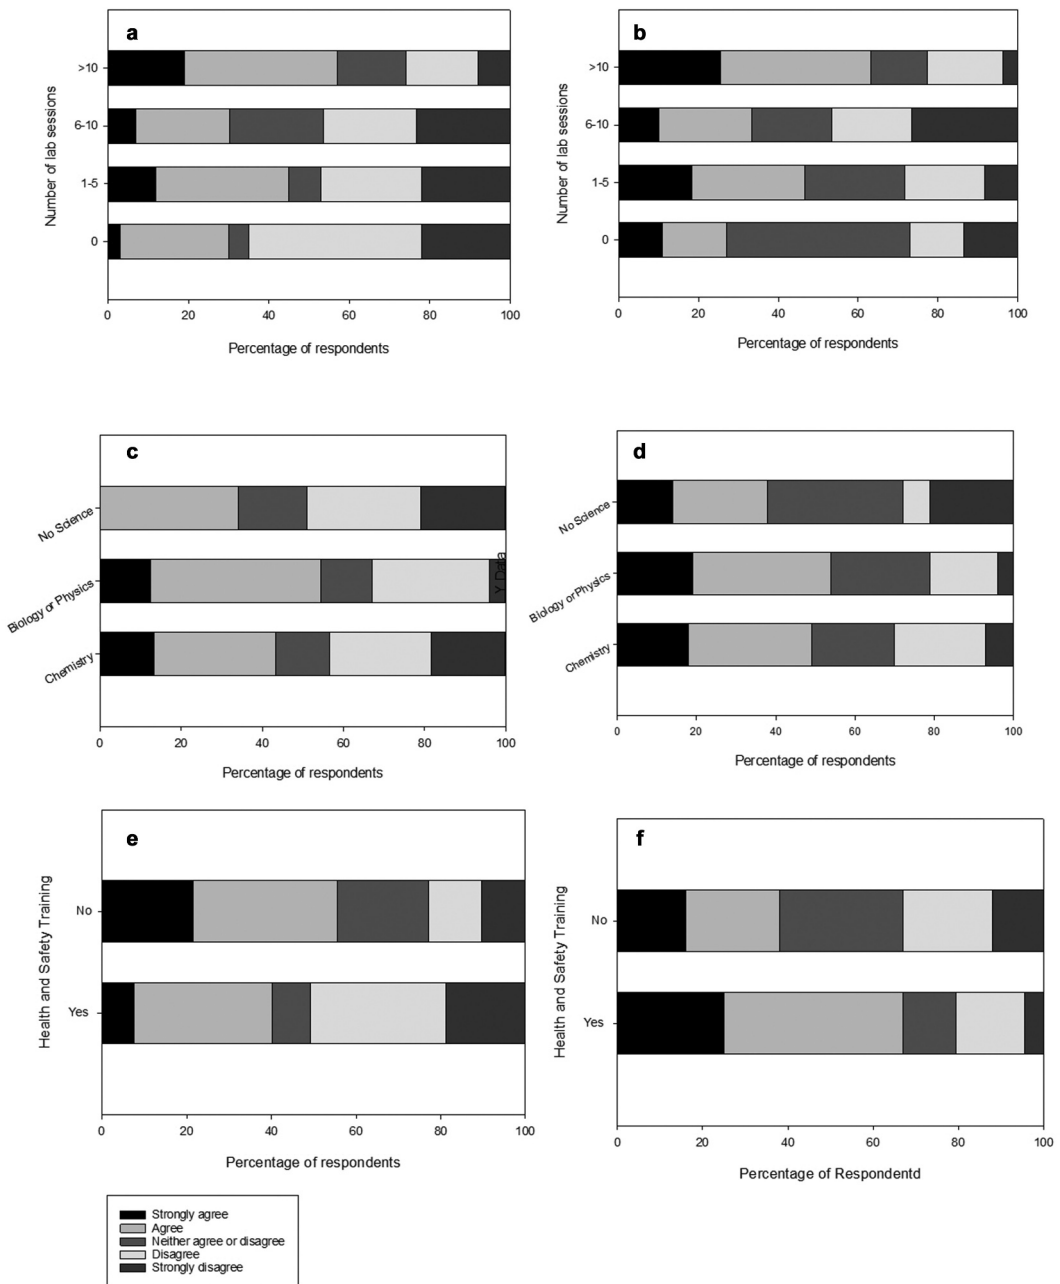 a
Number of lab sessions
>10
6-10
1-5
0
0 20 40 60 80 100
Percentage of respondents
b
Number of lab sessions
>10
6-10
1-5
0
0 20 40 60 80 100
Percentage of respondents
c
No Science
Biology or Physics
Chemistry
Y Data
0 20 40 60 80 100
Percentage of respondents
d
No Science
Biology or Physics
Chemistry
0 20 40 60 80 100
Percentage of respondents
e
Health and Safety Training
No
Yes
0 20 40 60 80 100
Percentage of respondents
f
Health and Safety Training
No
Yes
0 20 40 60 80 100
Percentage of Respondentd
Strongly agree
Agree
Neither agree or disagree
Disagree
Strongly disagree